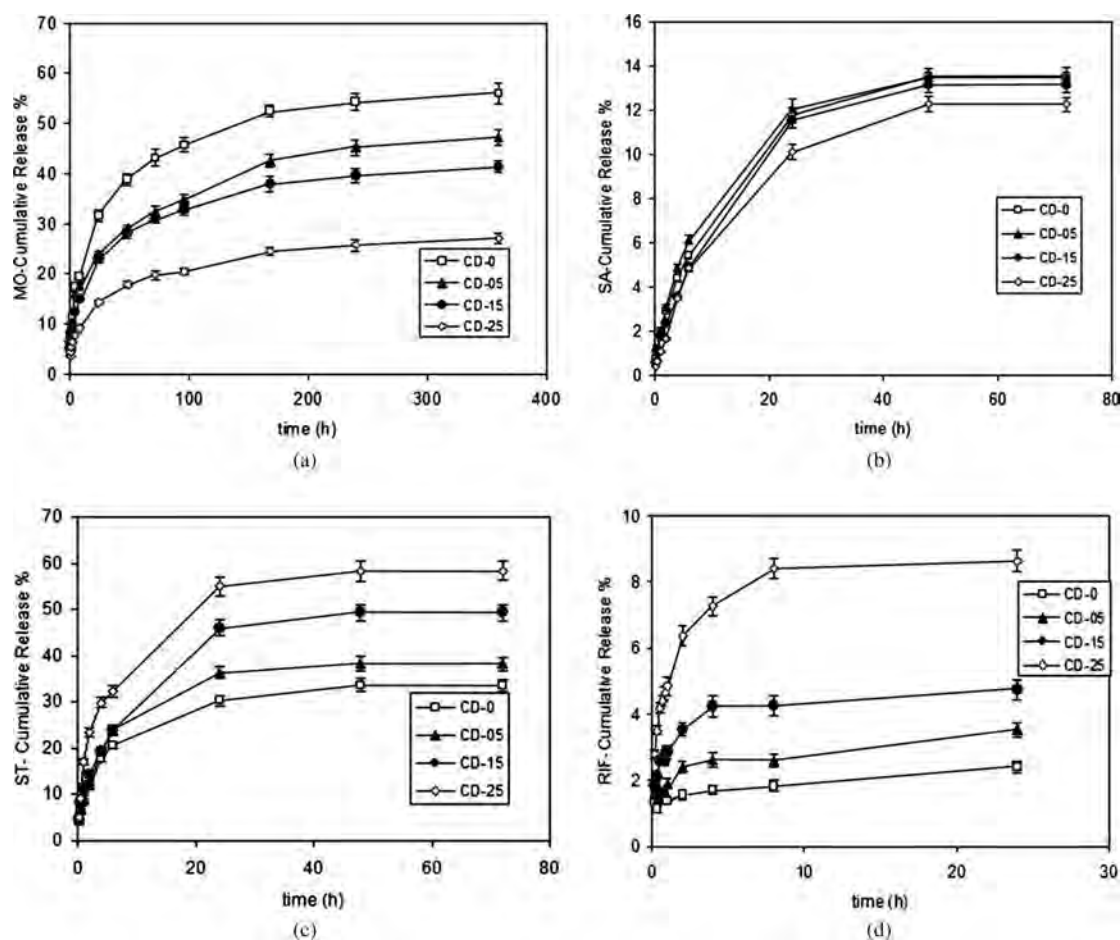 MO-Cumulative Release %
70
60
50
40
30
20
10
0
0 100 200 300 400
time (h)
CD-0
CD-05
CD-15
CD-25
(a)
SA-Cumulative Release %
16
14
12
10
8
6
4
2
0
0 20 40 60 80
time (h)
CD-0
CD-05
CD-15
CD-25
(b)
ST- Cumulative Release %
70
60
50
40
30
20
10
0
0 20 40 60 80
time (h)
CD-0
CD-05
CD-15
CD-25
(c)
RIF- Cumulative Release %
10
8
6
4
2
0
0 10 20 30
time (h)
CD-0
CD-05
CD-15
CD-25
(d)